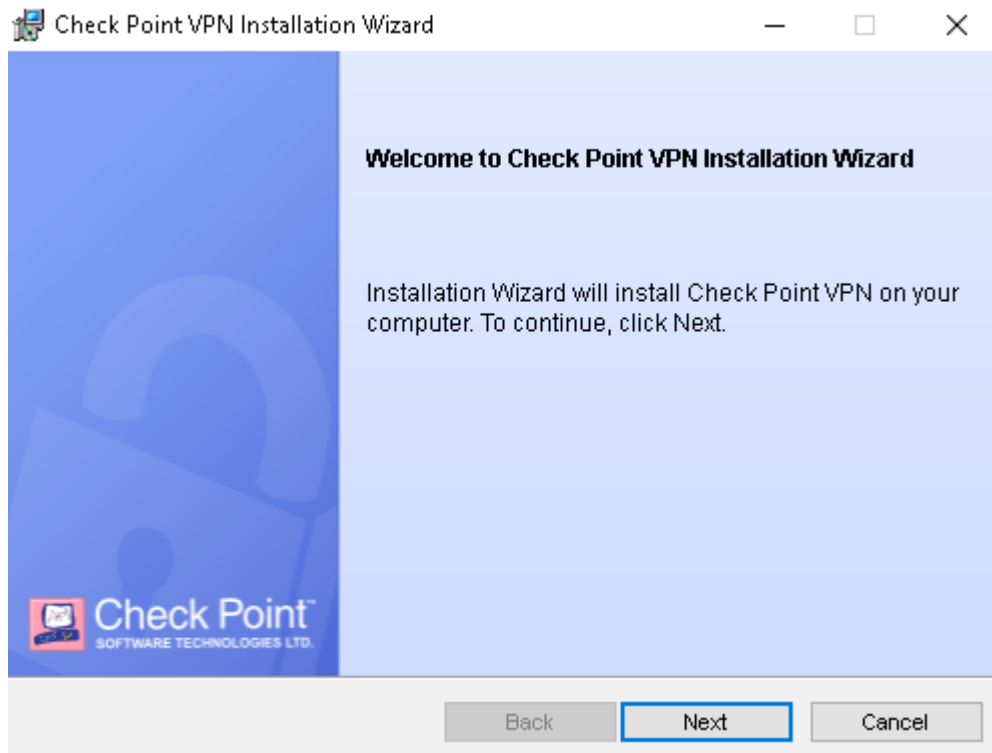 Check Point VPN Installation Wizard
Welcome to Check Point VPN Installation Wizard
Installation Wizard will install Check Point VPN on your
computer. To continue, click Next.
Check Point™
SOFTWARE TECHNOLOGIES LTD.
Back
Next
Cancel